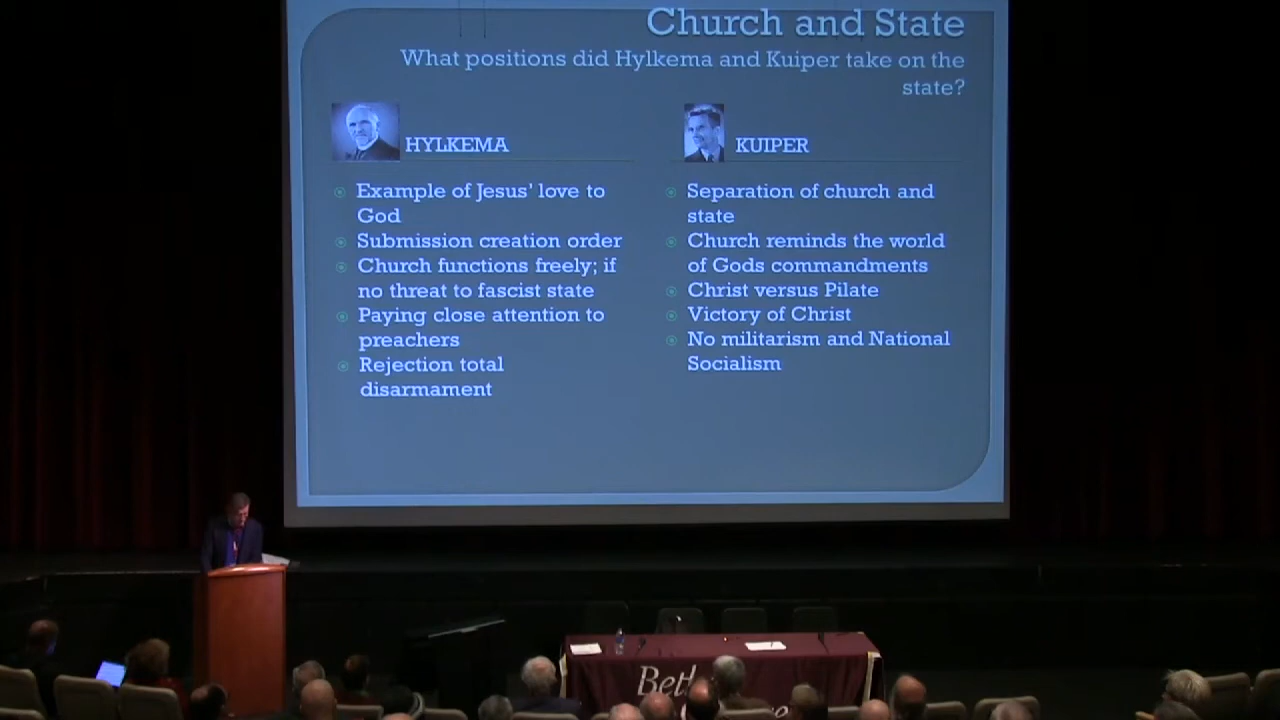 Church and State
What positions did Hylkema and Kuiper take on the
state?
HYLKEMA
Example of Jesus' love to
God
Submission creation order
Church functions freely; if
no threat to fascist state
Paying close attention to
preachers
Rejection total
disarmament
KUIPER
Separation of church and
state
Church reminds the world
of Gods commandments
Christ versus Pilate
Victory of Christ
No militarism and National
Socialism